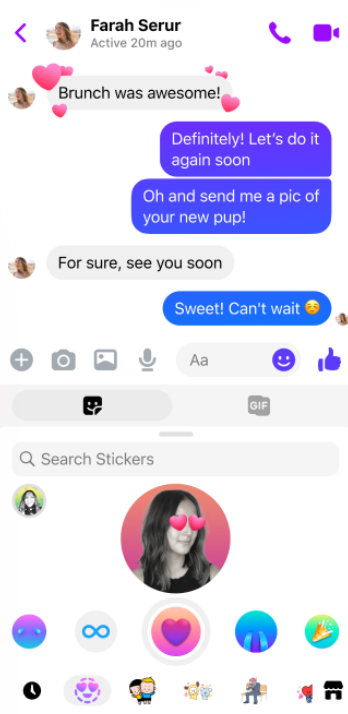 Farah Serur
Active 20m ago
Brunch was awesome!
Definitely! Let's do it
again soon
Oh and send me a pic of
your new pup!
For sure, see you soon
Sweet! Can't wait ☺️
Aa
GIF
Search Stickers